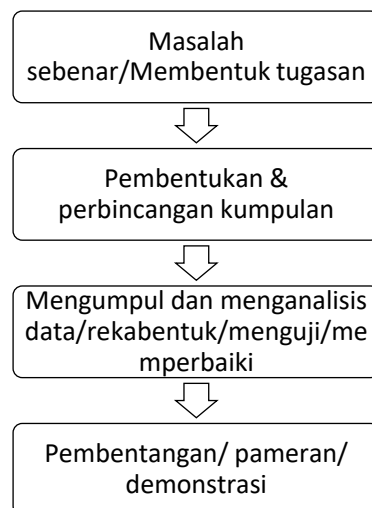 Masalah
sebenar/Membentuk tugasan
Pembentukan &
perbincangan kumpulan
Mengumpul dan menganalisis
data/rekabentuk/menguji/me
mperbaiki
Pembentangan/ pameran/
demonstrasi